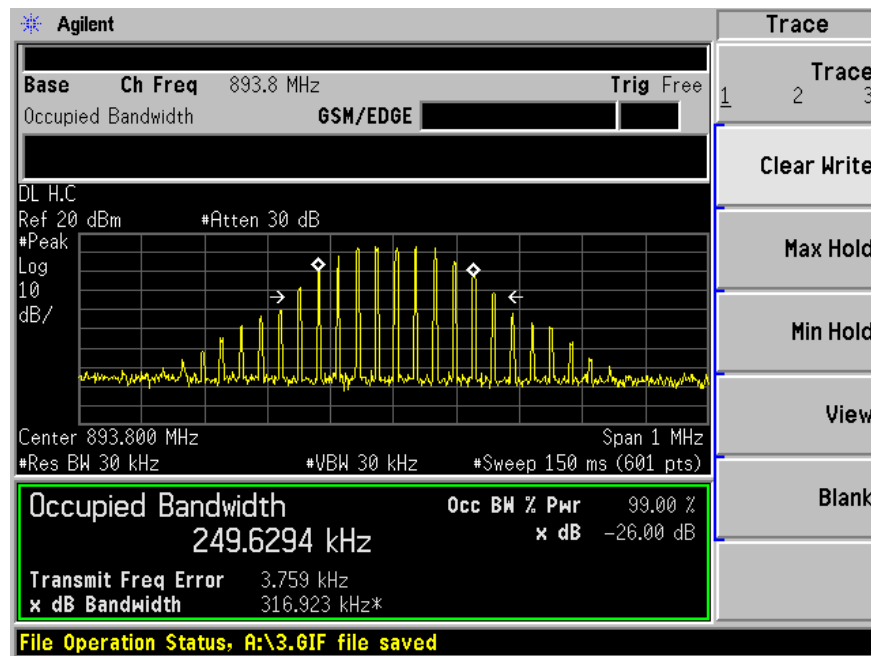 Agilent
Trace
Base Ch Freq 893.8 MHz Trig Free
Occupied Bandwidth GSM/EDGE
DL H.C
Ref 20 dBm #Atten 30 dB
#Peak
Log
10
dB/
Center 893.800 MHz Span 1 MHz
#Res BW 30 kHz #VBW 30 kHz #Sweep 150 ms (601 pts)
Occupied Bandwidth Occ BW % Pwr 99.00 %
249.6294 kHz x dB -26.00 dB
Transmit Freq Error 3.759 kHz
x dB Bandwidth 316.923 kHz*
File Operation Status, A:\3.GIF file saved
Trace
1 2 3
Clear Write
Max Hold
Min Hold
View
Blank